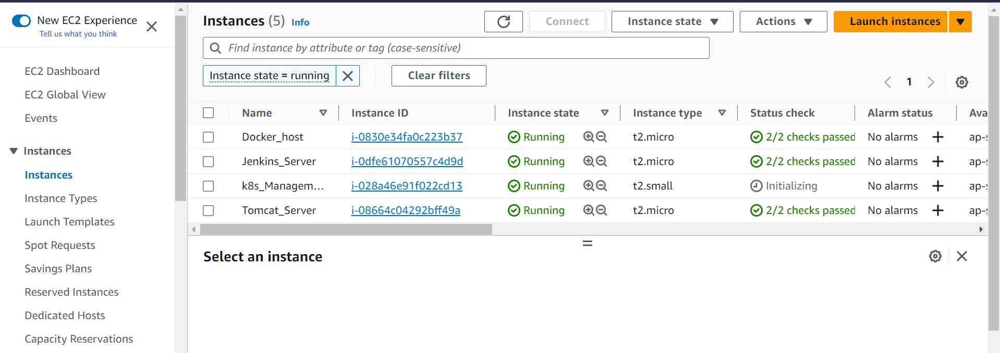 New EC2 Experience
Tell us what you think
EC2 Dashboard
EC2 Global View
Events
Instances
Instances
Instance Types
Launch Templates
Spot Requests
Savings Plans
Reserved Instances
Dedicated Hosts
Capacity Reservations
Instances (5) Info
Connect
Instance state
Actions
Launch instances
Find instance by attribute or tag (case-sensitive)
Instance state = running
Clear filters
1
Name Instance ID Instance state Instance type Status check Alarm status Ava
Docker_host i-0830e34fa0c223b37 Running t2.micro 2/2 checks passed No alarms ap-s
Jenkins_Server i-0dfe61070557c4d9d Running t2.micro 2/2 checks passed No alarms ap-s
k8s_Managem... i-028a46e91f022cd13 Running t2.small Initializing No alarms ap-s
Tomcat_Server i-08664c04292bff49a Running t2.micro 2/2 checks passed No alarms ap-s
Select an instance